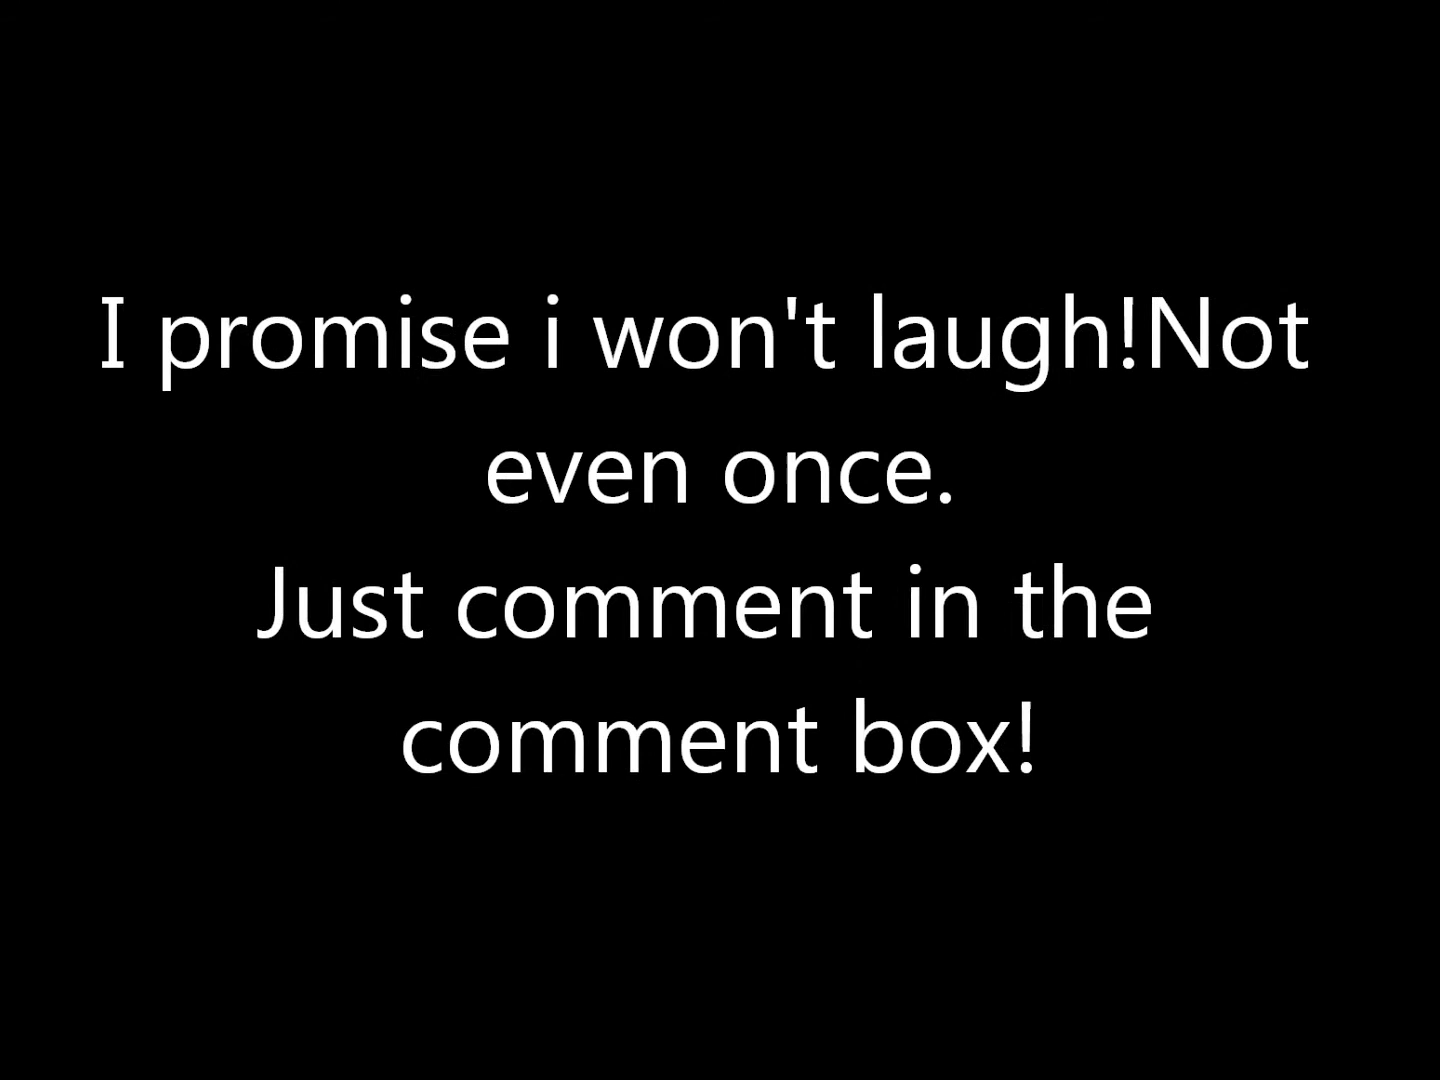 I promise i won't laugh!Not
even once.
Just comment in the
comment box!